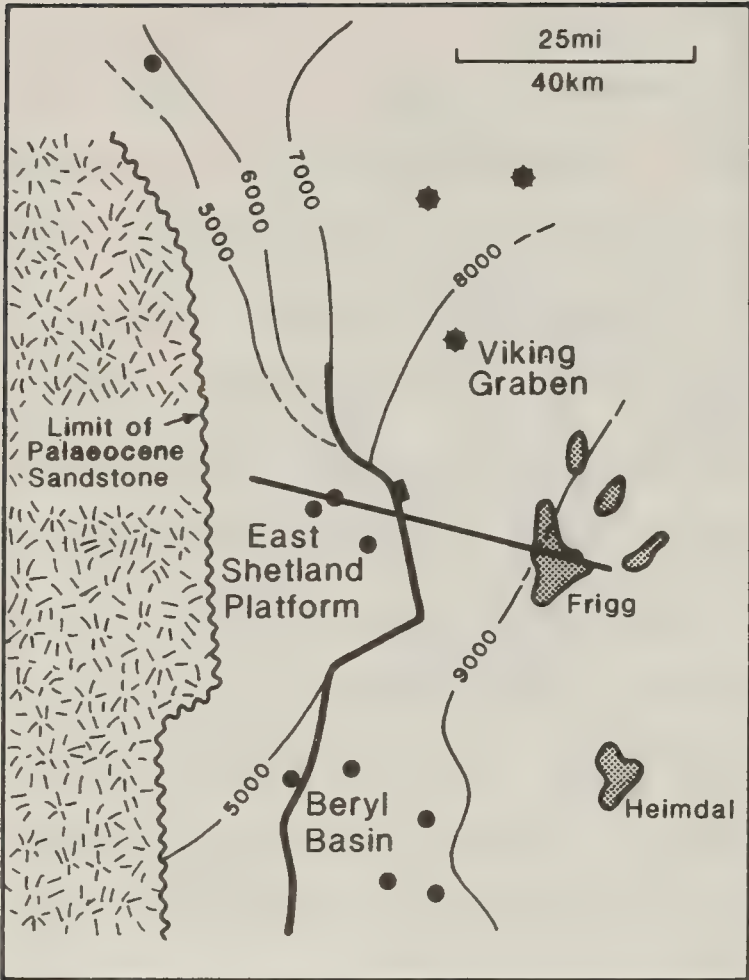 25mi
40km
7000
6000
5000
8000
Viking
Graben
Limit of
Palaeocene
Sandstone
East
Shetland
Platform
Frigg
9000
5000
Beryl
Basin
Heimdal